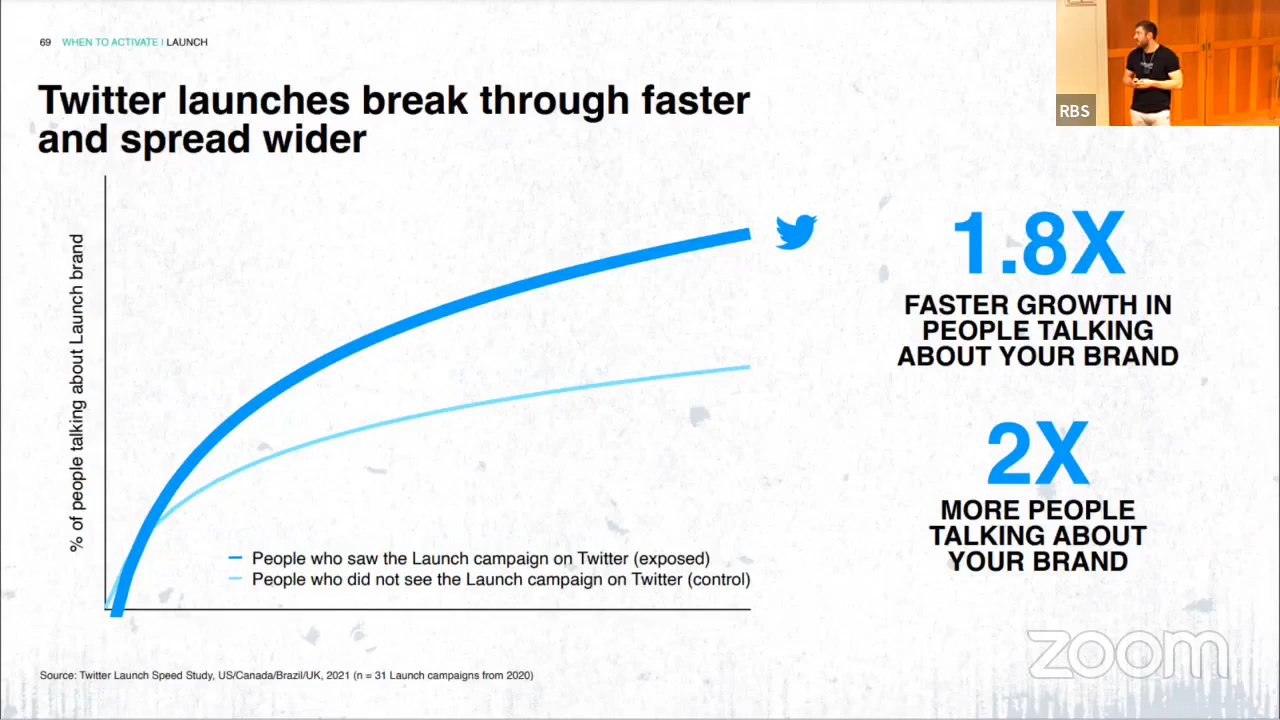 69 WHEN TO ACTIVATE | LAUNCH
RBS
Twitter launches break through faster
and spread wider
% of people talking about Launch brand
1.8X
FASTER GROWTH IN
PEOPLE TALKING
ABOUT YOUR BRAND
2X
MORE PEOPLE
TALKING ABOUT
YOUR BRAND
People who saw the Launch campaign on Twitter (exposed)
People who did not see the Launch campaign on Twitter (control)
zoom
Source: Twitter Launch Speed Study, US/Canada/Brazil/UK, 2021 (n = 31 Launch campaigns from 2020)